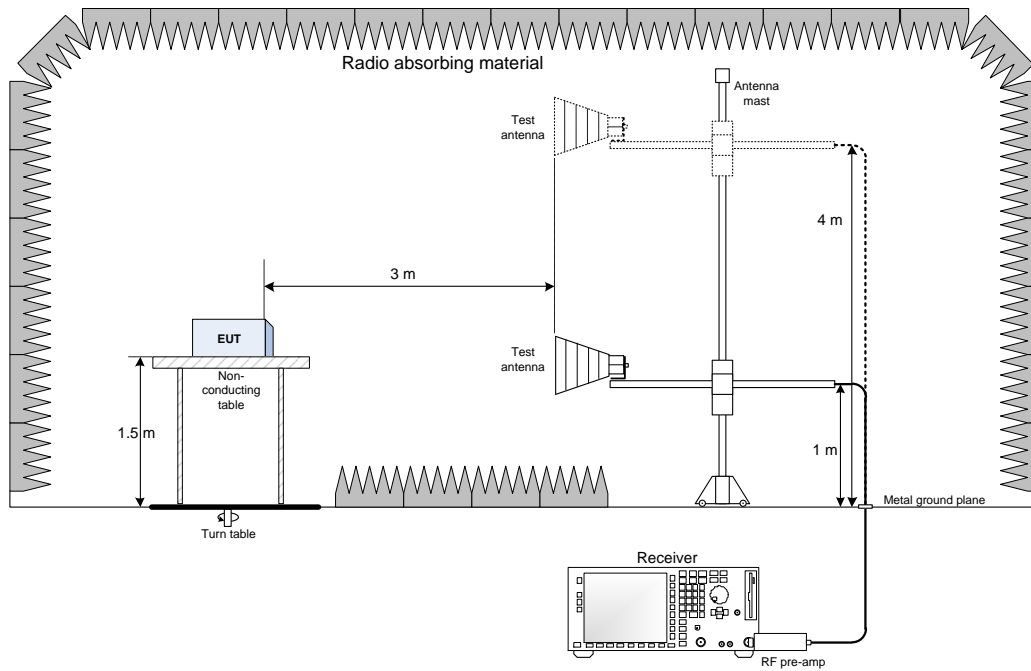 Radio absorbing material
Antenna
mast
Test
antenna
4 m
3 m
EUT
Test
antenna
Non-
conducting
table
1.5 m
1 m
Metal ground plane
Turn table
Receiver
RF pre-amp